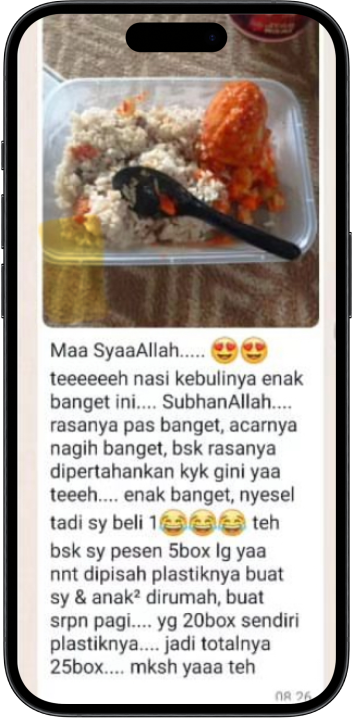 Maa SyaaAllah..... 😍😍
teeeeeeh nasi kebulinya enak
banget ini.... SubhanAllah....
rasanya pas banget, acarnya
nagih banget, bsk rasanya
dipertahankan kyk gini yaa
teeeh.... enak banget, nyesel
tadi sy beli 1😂😂😂 teh
bsk sy pesen 5box lg yaa
nnt dipisah plastiknya buat
sy & anak² dirumah, buat
srpn pagi.... yg 20box sendiri
plastiknya.... jadi totalnya
25box.... mksh yaaa teh
08.26